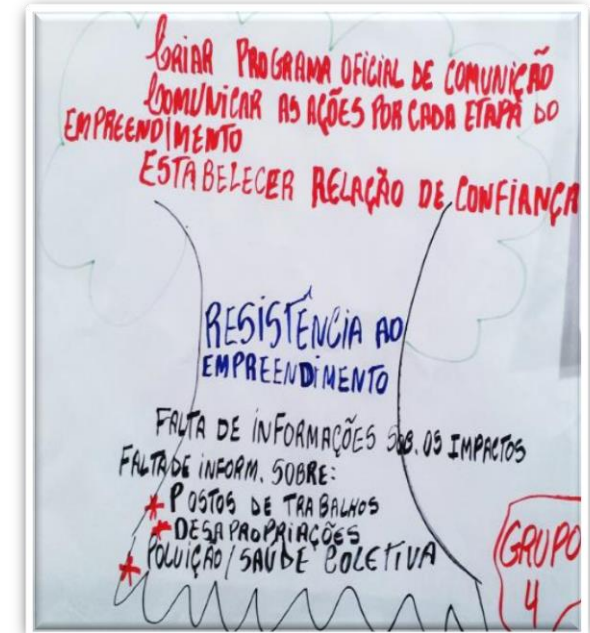 CRIAR PROGRAMA OFICIAL DE COMUNIÇÃO
COMUNICAR AS AÇÕES POR CADA ETAPA DO
EMPREENDIMENTO
ESTABELECER RELAÇÃO DE CONFIANÇA
RESISTÊNCIA AO
EMPREENDIMENTO
FALTA DE INFORMAÇÕES SOB. OS IMPACTOS
FALTA DE INFORM. SOBRE:
* POSTOS DE TRABALHOS
* DESAPROPRIAÇÕES
* POLUIÇÃO / SAÚDE COLETIVA
GRUPO
4